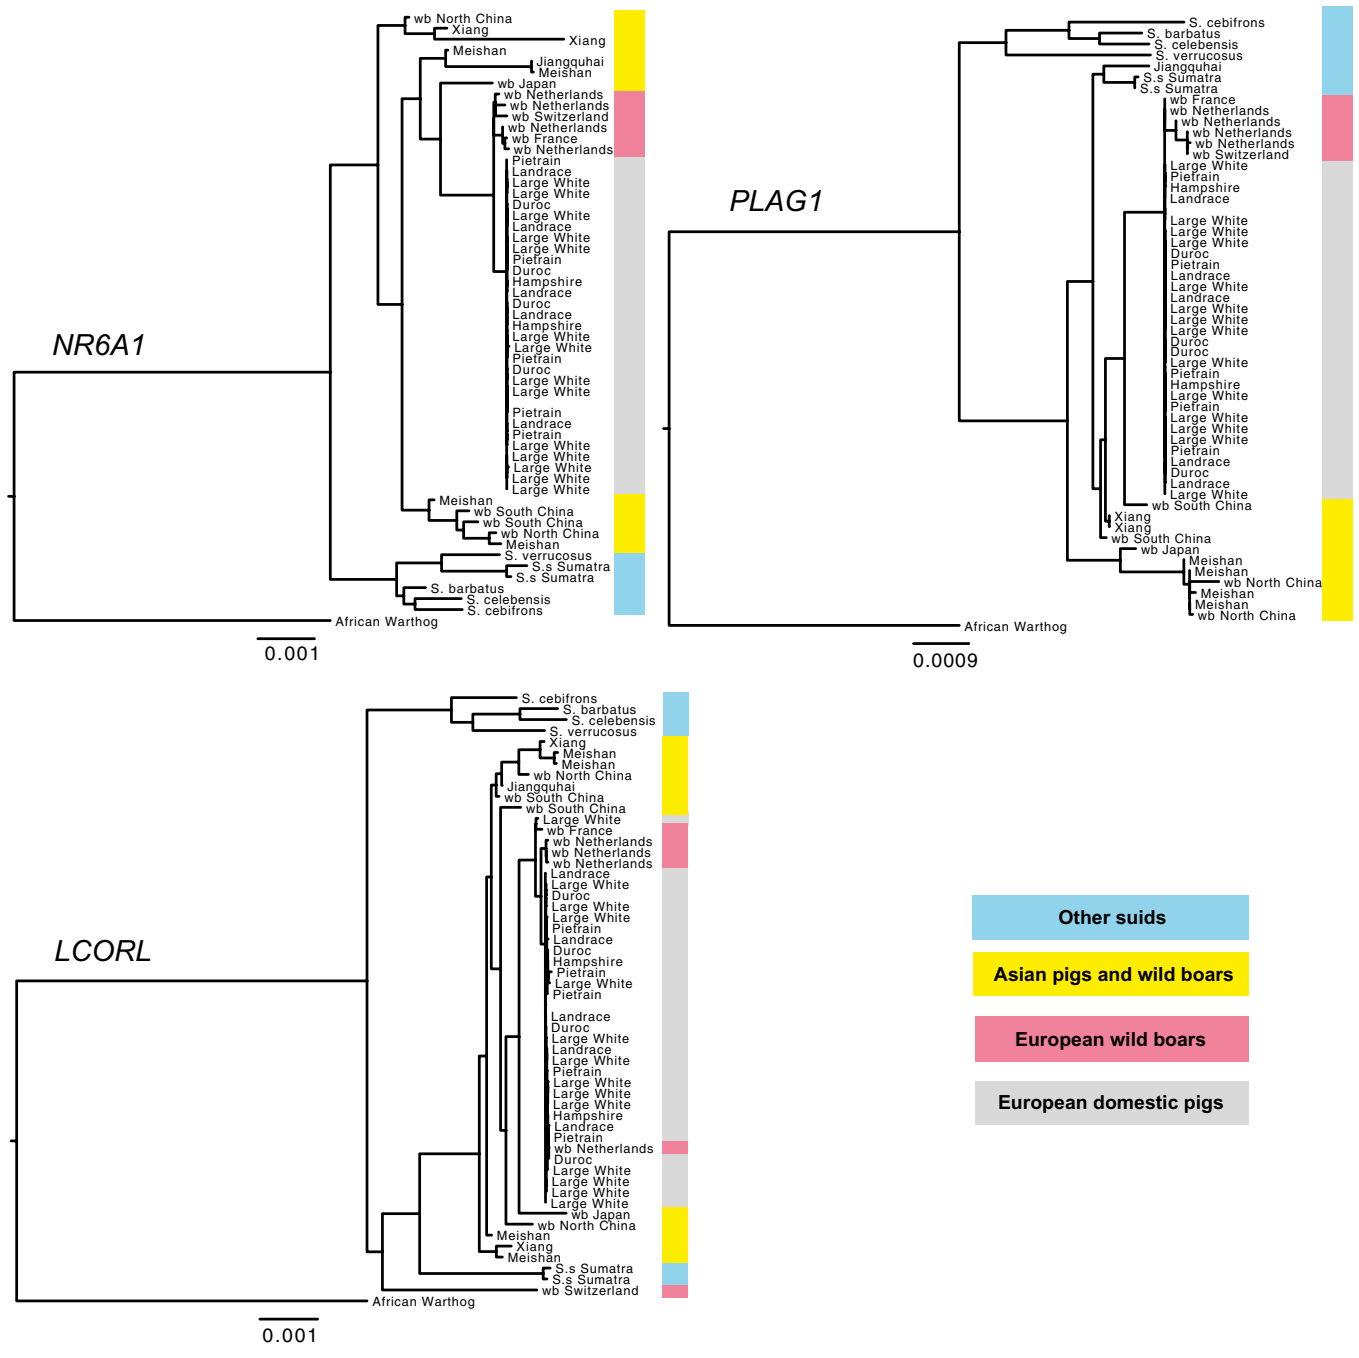 wb North China
Xiang
Xiang
Meishan
Jiangquhai
Meishan
wb Japan
wb Netherlands
wb Netherlands
wb Switzerland
wb Netherlands
wb France
wb Netherlands
Pietrain
Landrace
Large White
Large White
Duroc
Large White
Landrace
Large White
Large White
Pietrain
Duroc
Hampshire
Landrace
Duroc
Landrace
Hampshire
Large White
Large White
Pietrain
Duroc
Large White
Large White
Pietrain
Landrace
Pietrain
Large White
Large White
Large White
Large White
Large White
Meishan
wb South China
wb South China
wb North China
Meishan
S. verrucosus
S.s Sumatra
S.s Sumatra
S. barbatus
S. celebensis
S. cebifrons
African Warthog
NR6A1
0.001
S. cebifrons
S. barbatus
S. celebensis
S. verrucosus
Jiangquhai
S.s Sumatra
S.s Sumatra
wb France
wb Netherlands
wb Netherlands
wb Netherlands
wb Netherlands
wb Switzerland
Large White
Pietrain
Hampshire
Landrace
Large White
Large White
Large White
Duroc
Pietrain
Landrace
Large White
Landrace
Large White
Large White
Large White
Duroc
Duroc
Large White
Pietrain
Hampshire
Large White
Pietrain
Large White
Large White
Large White
Pietrain
Landrace
Duroc
Landrace
Large White
wb South China
Xiang
Xiang
wb South China
wb Japan
Meishan
Meishan
wb North China
Meishan
Meishan
wb North China
African Warthog
PLAG1
0.0009
S. cebifrons
S. barbatus
S. celebensis
S. verrucosus
Xiang
Meishan
Meishan
wb North China
Jiangquhai
wb South China
wb South China
Large White
wb France
wb Netherlands
wb Netherlands
wb Netherlands
Landrace
Large White
Duroc
Large White
Large White
Pietrain
Landrace
Duroc
Hampshire
Pietrain
Large White
Pietrain
Landrace
Duroc
Large White
Landrace
Large White
Pietrain
Large White
Large White
Large White
Hampshire
Landrace
Pietrain
wb Netherlands
Duroc
Large White
Large White
Large White
Large White
wb Japan
wb North China
Meishan
Xiang
Meishan
S.s Sumatra
S.s Sumatra
wb Switzerland
African Warthog
LCORL
0.001
Other suids
Asian pigs and wild boars
European wild boars
European domestic pigs